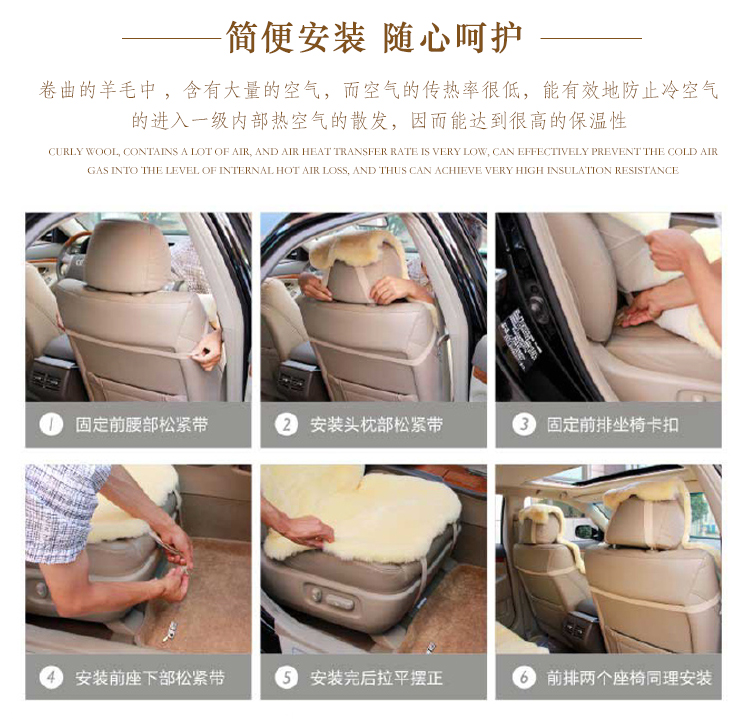 简便安装 随心呵护
卷曲的羊毛中，含有大量的空气，而空气的传热率很低，能有效地防止冷空气
的进入一级内部热空气的散发，因而能达到很高的保温性
CURLY WOOL, CONTAINS A LOT OF AIR, AND AIR HEAT TRANSFER RATE IS VERY LOW, CAN EFFECTIVELY PREVENT THE COLD AIR
GAS INTO THE LEVEL OF INTERNAL HOT AIR LOSS, AND THUS CAN ACHIEVE VERY HIGH INSULATION RESISTANCE
1 固定前腰部松紧带
2 安装头枕部松紧带
3 固定前排坐椅卡扣
4 安装前座下部松紧带
5 安装完后拉平摆正
6 前排两个座椅同理安装